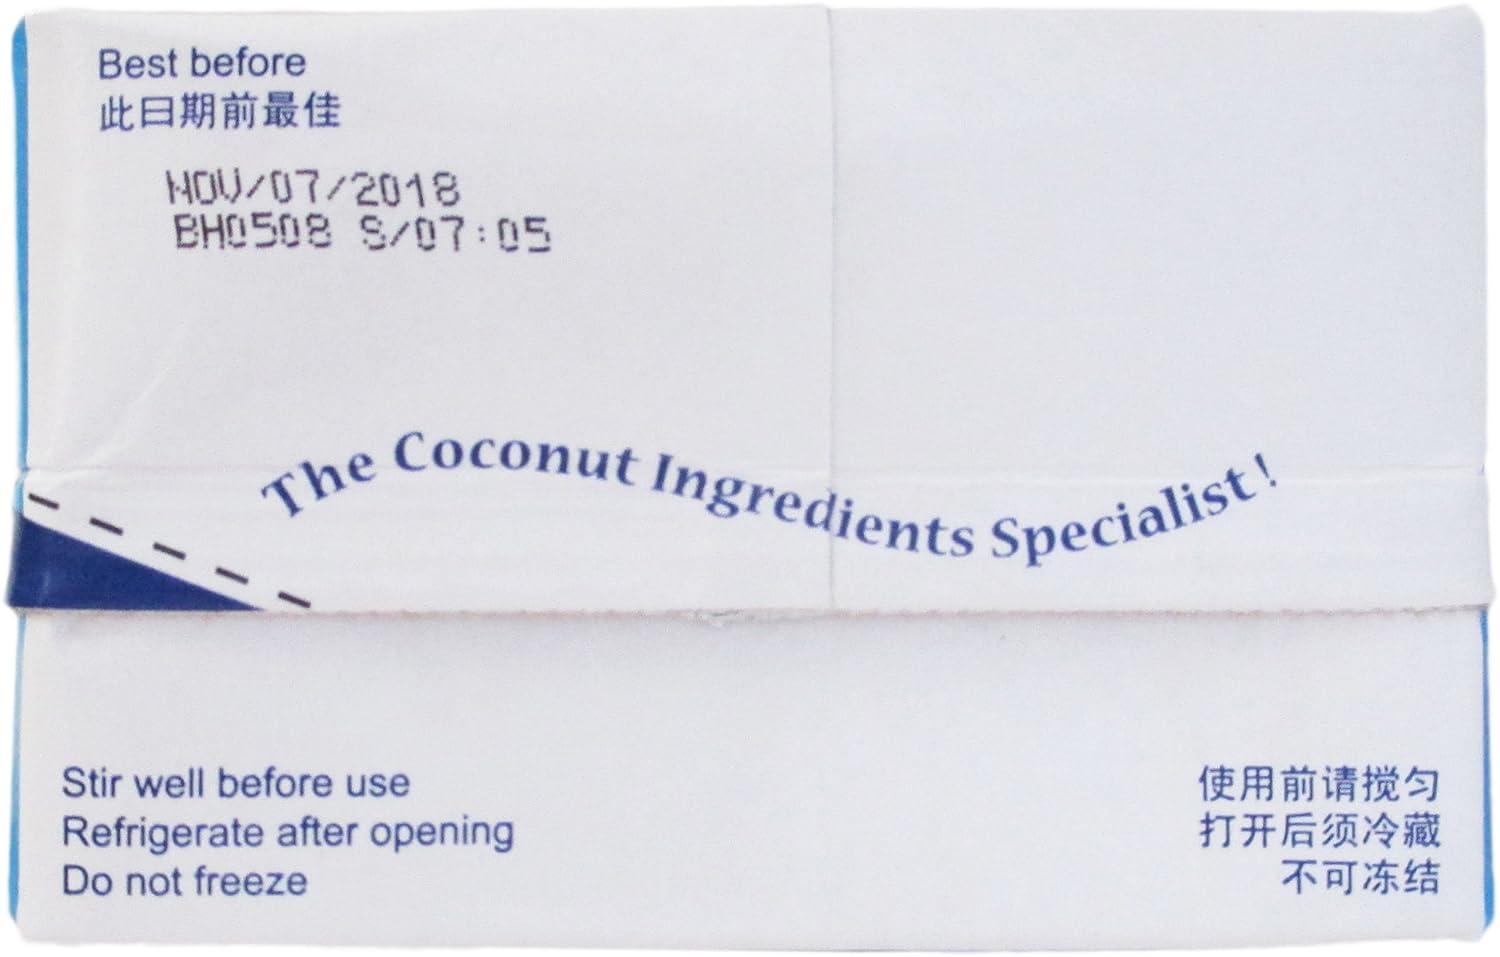 Best before
此日期前最佳
NOV/07/2018
BH0508 S/07:05
The Coconut Ingredients Specialist!
Stir well before use
Refrigerate after opening
Do not freeze
使用前请搅匀
打开后须冷藏
不可冻结